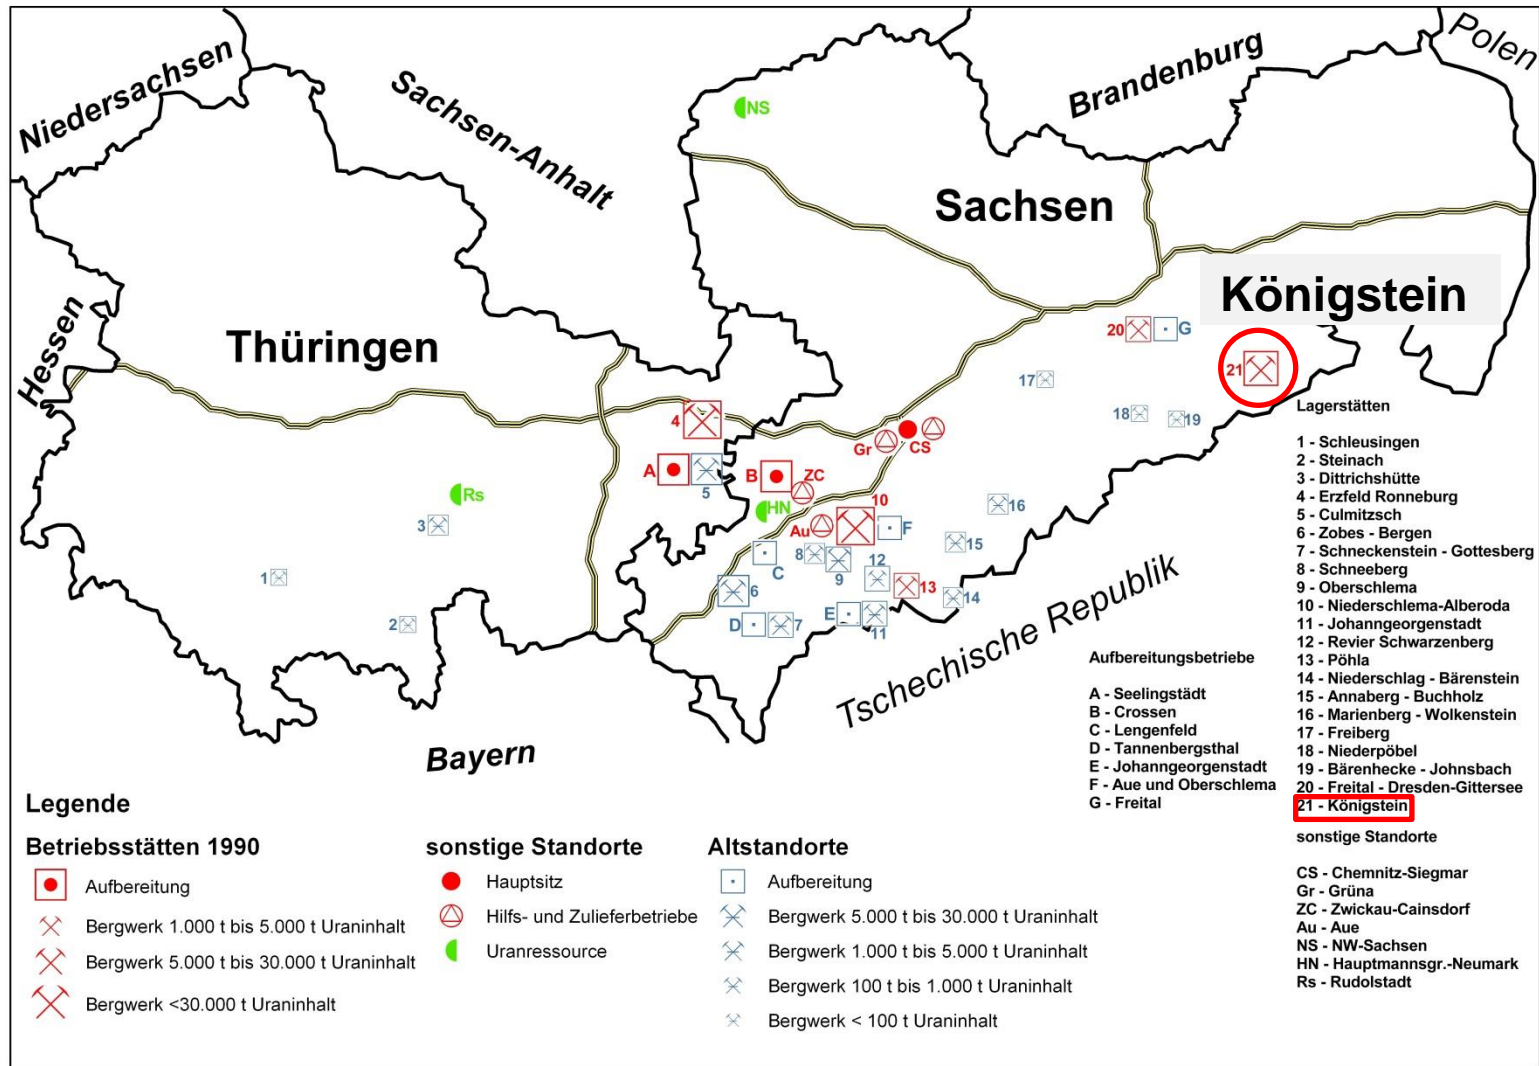 Niedersachsen
Sachsen-Anhalt
Brandenburg
Polen
NS
Sachsen
Königstein
Hessen
Thüringen
20
G
21
17
18
19
4
Gr
CS
A
5
B
ZC
Rs
3
HN
10
Au
F
16
15
8
9
12
C
1
6
13
14
2
D
7
E
11
Tschechische Republik
Bayern
Lagerstätten
1 - Schleusingen
2 - Steinach
3 - Dittrichshütte
4 - Erzfeld Ronneburg
5 - Culmitzsch
6 - Zobes - Bergen
7 - Schneckenstein - Gottesberg
8 - Schneeberg
9 - Oberschlema
10 - Niederschlema-Alberoda
11 - Johanngeorgenstadt
12 - Revier Schwarzenberg
13 - Pöhla
14 - Niederschlag - Bärenstein
15 - Annaberg - Buchholz
16 - Marienberg - Wolkenstein
17 - Freiberg
18 - Niederpöbel
19 - Bärenhecke - Johnsbach
20 - Freital - Dresden-Gittersee
21 - Königstein
sonstige Standorte
CS - Chemnitz-Siegmar
Gr - Grüna
ZC - Zwickau-Cainsdorf
Au - Aue
NS - NW-Sachsen
HN - Hauptmannsgr.-Neumark
Rs - Rudolstadt
Aufbereitungsbetriebe
A - Seelingstädt
B - Crossen
C - Lengenfeld
D - Tannenbergsthal
E - Johanngeorgenstadt
F - Aue und Oberschlema
G - Freital
Legende
Betriebsstätten 1990
Aufbereitung
Bergwerk 1.000 t bis 5.000 t Uraninhalt
Bergwerk 5.000 t bis 30.000 t Uraninhalt
Bergwerk <30.000 t Uraninhalt
sonstige Standorte
Hauptsitz
Hilfs- und Zulieferbetriebe
Uranressource
Altstandorte
Aufbereitung
Bergwerk 5.000 t bis 30.000 t Uraninhalt
Bergwerk 1.000 t bis 5.000 t Uraninhalt
Bergwerk 100 t bis 1.000 t Uraninhalt
Bergwerk < 100 t Uraninhalt